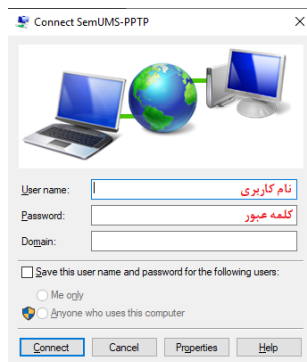 Connect SemUMS-PPTP
User name: نام کاربری
Password: کلمه عبور
Domain:
Save this user name and password for the following users:
Me only
Anyone who uses this computer
Connect Cancel Properties Help